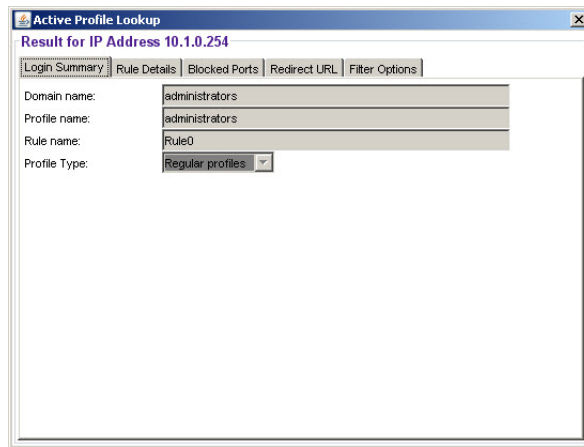 Active Profile Lookup
Result for IP Address 10.1.0.254
Login Summary Rule Details Blocked Ports Redirect URL Filter Options
Domain name: administrators
Profile name: administrators
Rule name: Rule0
Profile Type: Regular profiles